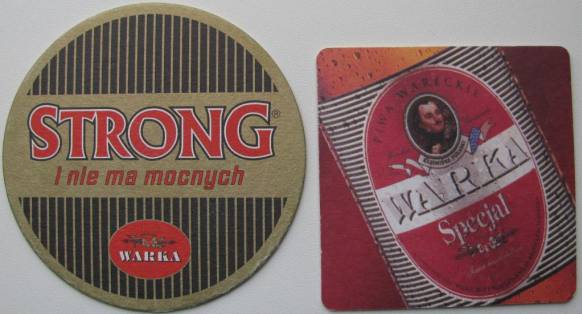 STRONG®
I nie ma mocnych
WARKA
PIWA WARECKIE
WARKA
Specjal